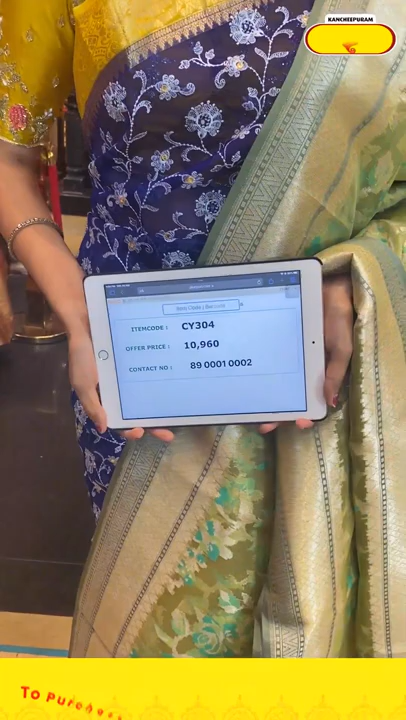 KANCHEEPURAM
ITEMCODE : CY304
OFFER PRICE : 10,960
CONTACT NO : 89 0001 0002
To Purchase